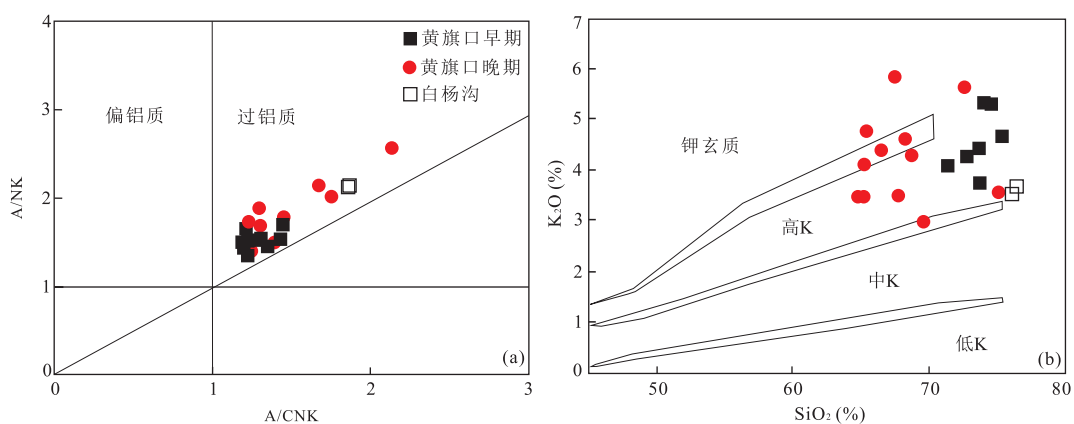 4
3
2
1
0
A/NK
偏铝质
过铝质
黄旗口早期
黄旗口晚期
白杨沟
(a)
0
1
2
3
A/CNK
6
5
4
3
2
1
0
K₂O (%)
钾玄质
高K
中K
低K
(b)
50
60
70
80
SiO₂ (%)